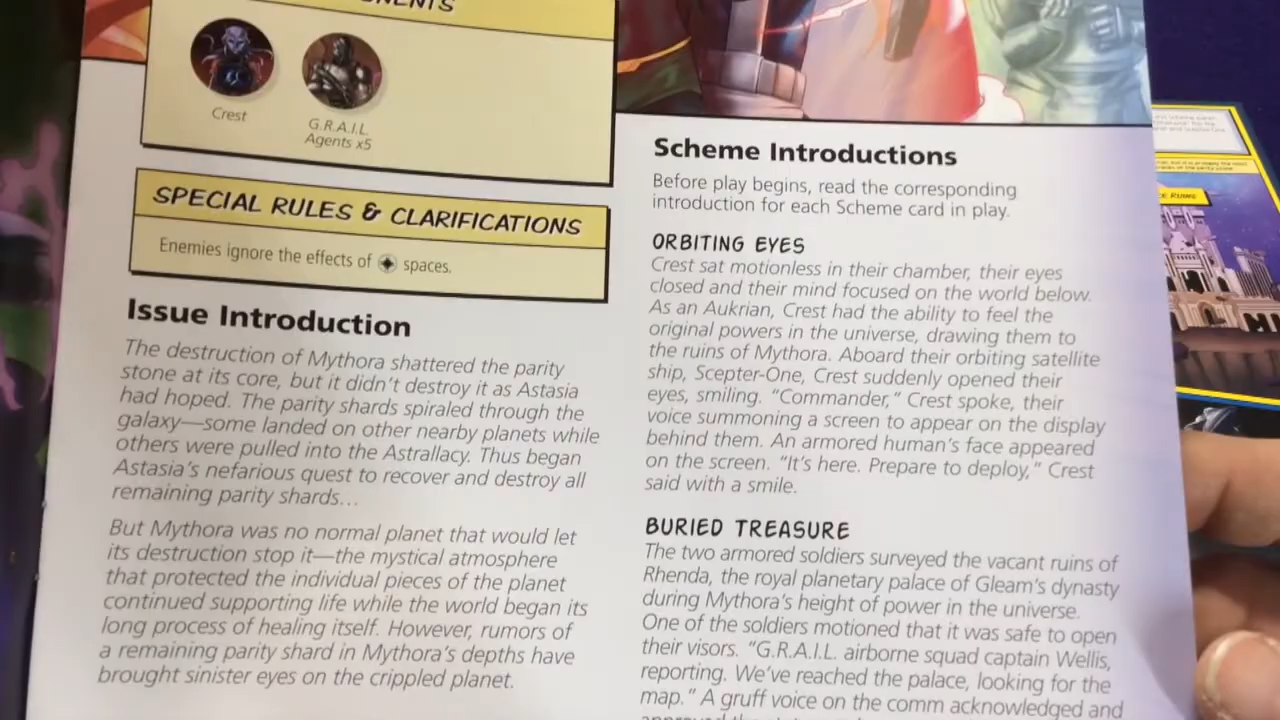 Crest
G.R.A.I.L.
Agents x5
SPECIAL RULES & CLARIFICATIONS
Enemies ignore the effects of spaces.
Issue Introduction
The destruction of Mythora shattered the parity
stone at its core, but it didn't destroy it as Astasia
had hoped. The parity shards spiraled through the
galaxy—some landed on other nearby planets while
others were pulled into the Astrallacy. Thus began
Astasia's nefarious quest to recover and destroy all
remaining parity shards...
But Mythora was no normal planet that would let
its destruction stop it—the mystical atmosphere
that protected the individual pieces of the planet
continued supporting life while the world began its
long process of healing itself. However, rumors of
a remaining parity shard in Mythora's depths have
brought sinister eyes on the crippled planet.
Scheme Introductions
Before play begins, read the corresponding
introduction for each Scheme card in play.
ORBITING EYES
Crest sat motionless in their chamber, their eyes
closed and their mind focused on the world below.
As an Aukrian, Crest had the ability to feel the
original powers in the universe, drawing them to
the ruins of Mythora. Aboard their orbiting satellite
ship, Scepter-One, Crest suddenly opened their
eyes, smiling. "Commander," Crest spoke, their
voice summoning a screen to appear on the display
behind them. An armored human's face appeared
on the screen. "It's here. Prepare to deploy," Crest
said with a smile.
BURIED TREASURE
The two armored soldiers surveyed the vacant ruins of
Rhenda, the royal planetary palace of Gleam's dynasty
during Mythora's height of power in the universe.
One of the soldiers motioned that it was safe to open
their visors. "G.R.A.I.L. airborne squad captain Wellis,
reporting. We've reached the palace, looking for the
map." A gruff voice on the comm acknowledged and